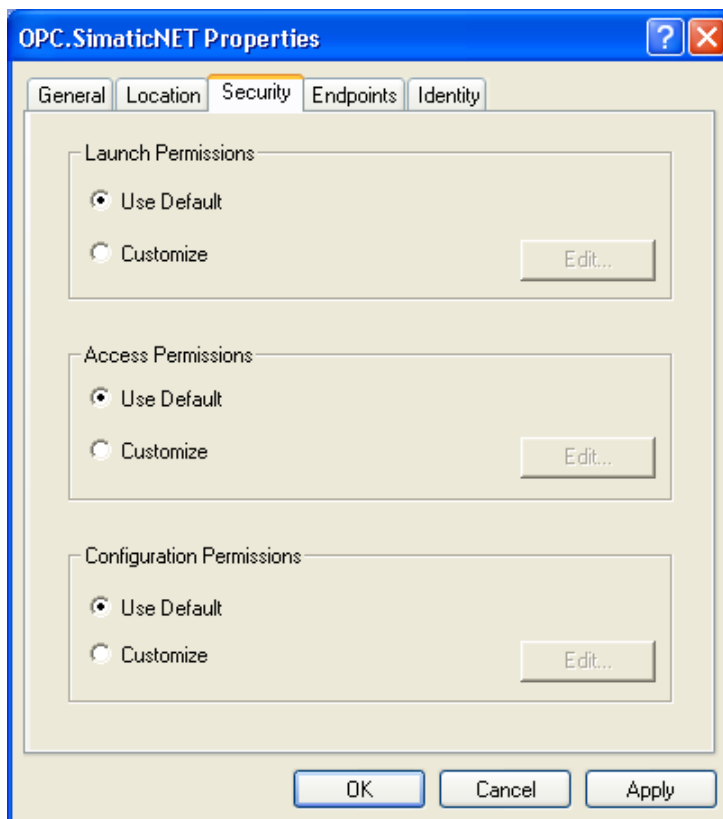 OPC.SimaticNET Properties
General Location Security Endpoints Identity
Launch Permissions
Use Default
Customize
Edit...
Access Permissions
Use Default
Customize
Edit...
Configuration Permissions
Use Default
Customize
Edit...
OK Cancel Apply